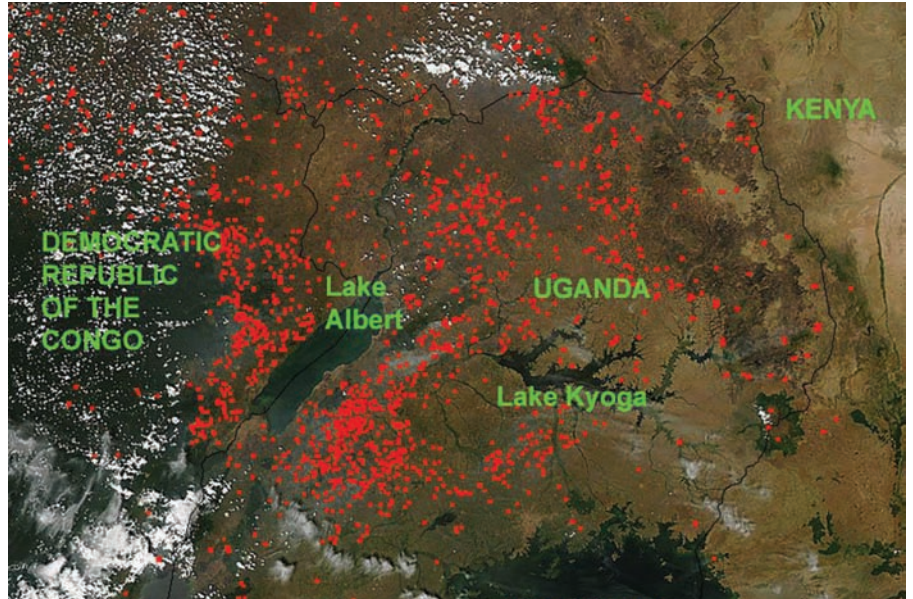 KENYA
DEMOCRATIC
REPUBLIC
OF THE
CONGO
Lake
Albert
UGANDA
Lake Kyoga